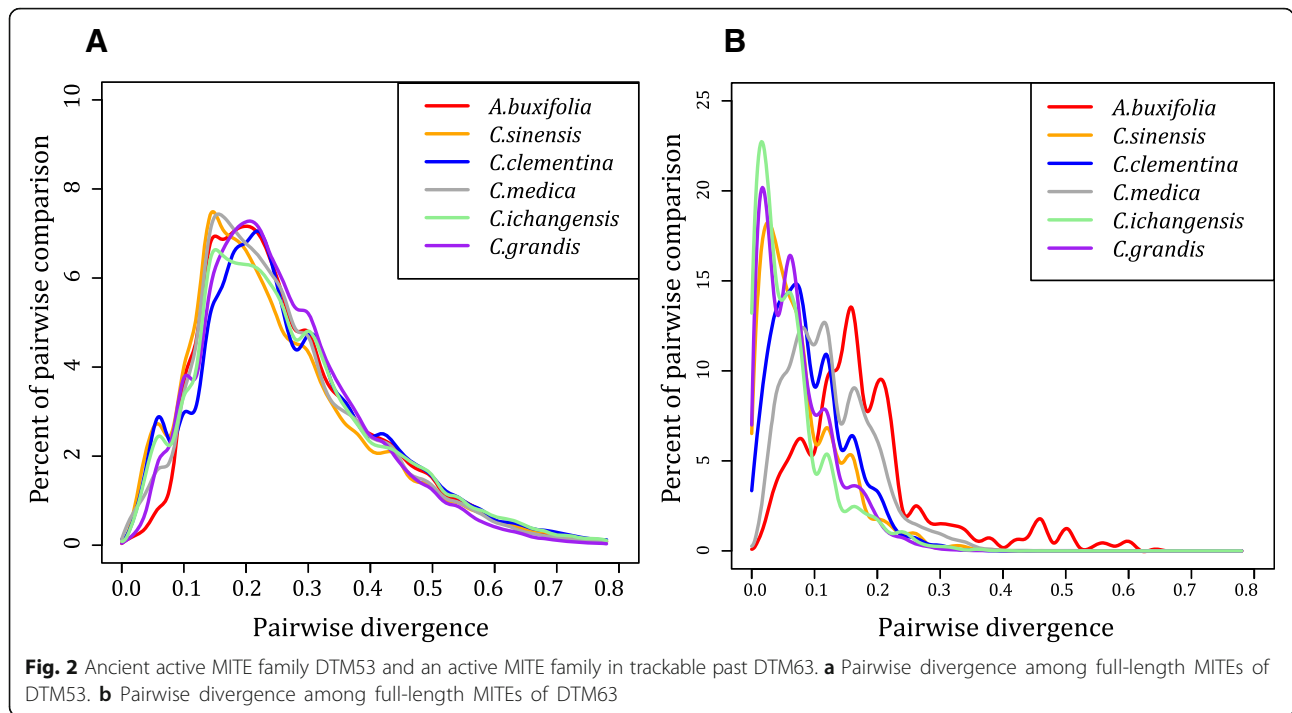 A
10
8
6
4
2
0
Percent of pairwise comparison
A.buxifolia
C.sinensis
C.clementina
C.medica
C.ichangensis
C.grandis
0.0 0.1 0.2 0.3 0.4 0.5 0.6 0.7 0.8
Pairwise divergence
B
25
20
15
10
5
0
Percent of pairwise comparison
A.buxifolia
C.sinensis
C.clementina
C.medica
C.ichangensis
C.grandis
0.0 0.1 0.2 0.3 0.4 0.5 0.6 0.7 0.8
Pairwise divergence
Fig. 2 Ancient active MITE family DTM53 and an active MITE family in trackable past DTM63. a Pairwise divergence among full-length MITEs of
DTM53. b Pairwise divergence among full-length MITEs of DTM63